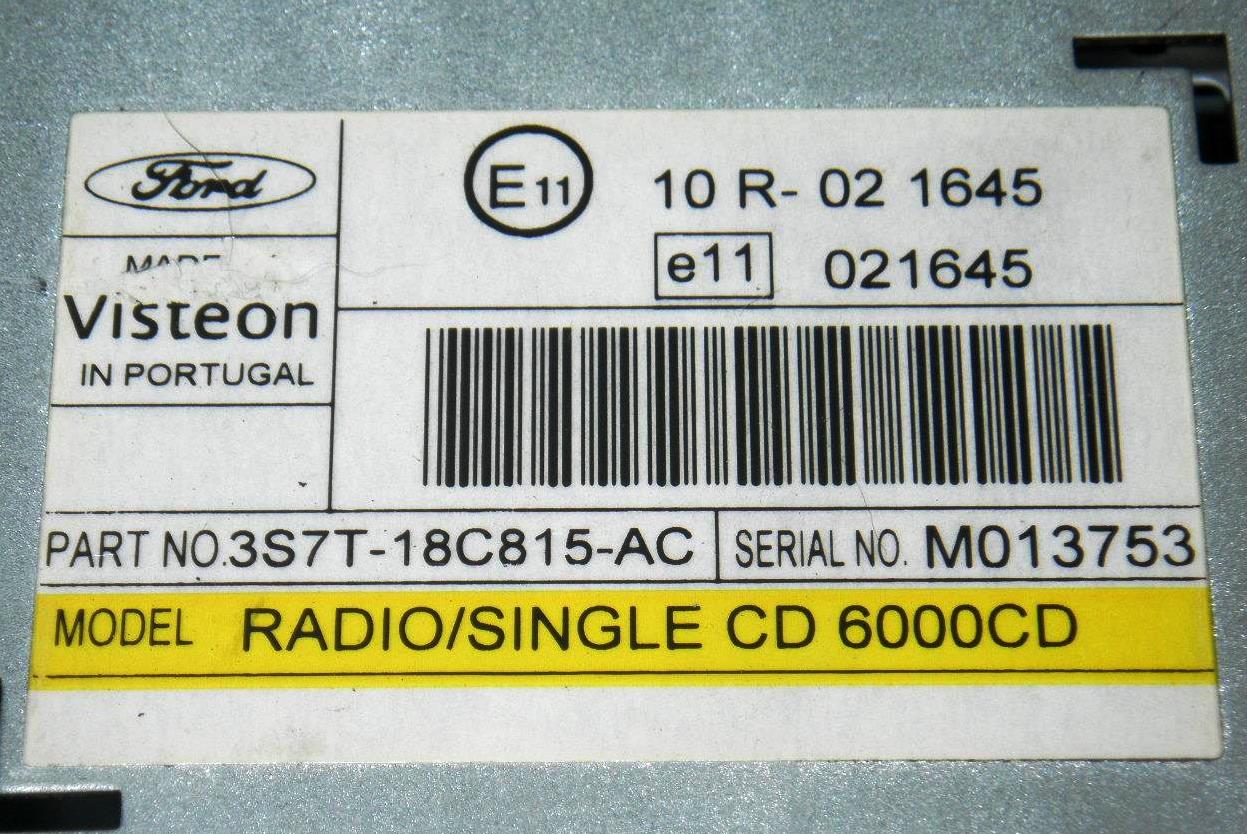 Ford
E11 10 R- 02 1645
e11 021645
MADE
Visteon
IN PORTUGAL
PART NO. 3S7T-18C815-AC SERIAL NO. M013753
MODEL RADIO/SINGLE CD 6000CD